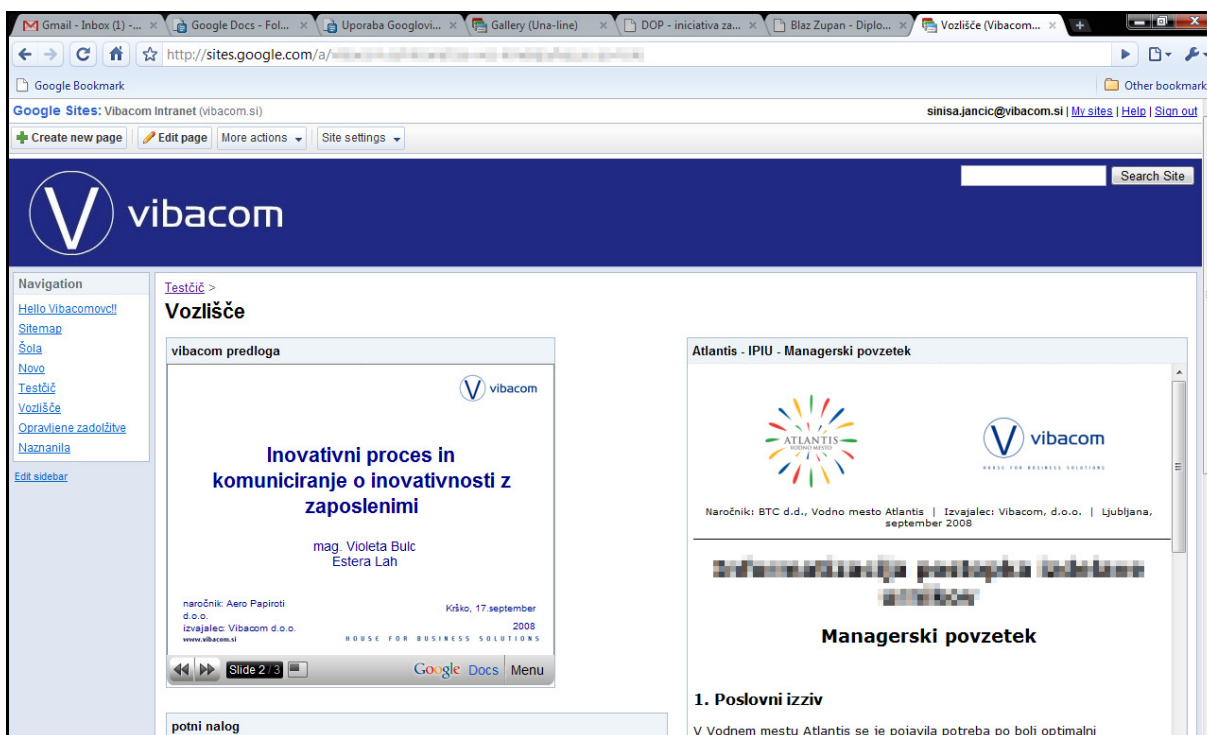 Gmail - Inbox (1) -...
Google Docs - Fol...
Uporaba Googlovi...
Gallery (Una-line)
DOP - iniciativa za...
Blaz Zupan - Diplo...
Vozlišče (Vibacom...
http://sites.google.com/a/
Google Bookmark
Other bookmark
Google Sites: Vibacom Intranet (vibacom.si)
sinisa.jancic@vibacom.si | My sites | Help | Sign out
Create new page
Edit page
More actions
Site settings
Search Site
vibacom
Navigation
Hello Vibacomovc!!
Sitemap
Šola
Novo
Testčič
Vozlišče
Opravljene zadolžitve
Naznanila
Edit sidebar
Testčič >
Vozlišče
vibacom predloga
vibacom
Inovativni proces in
komuniciranje o inovativnosti z
zaposlenimi
mag. Violeta Bulc
Estera Lah
naročnik: Aero Papiroti
d.o.o.
izvajalec: Vibacom d.o.o.
www.vibacom.si
Krško, 17.september
2008
HOUSE FOR BUSINESS SOLUTIONS
Slide 2 / 3
Google Docs
Menu
potni nalog
Atlantis - IPIU - Managerski povzetek
ATLANTIS
VODNO MESTO
vibacom
HOUSE FOR BUSINESS SOLUTIONS
Naročnik: BTC d.d., Vodno mesto Atlantis | Izvajalec: Vibacom, d.o.o. | Ljubljana,
september 2008
Managerski povzetek
1. Poslovni izziv
V Vodnem mestu Atlantis se je pojavila potreba po bolj optimalni